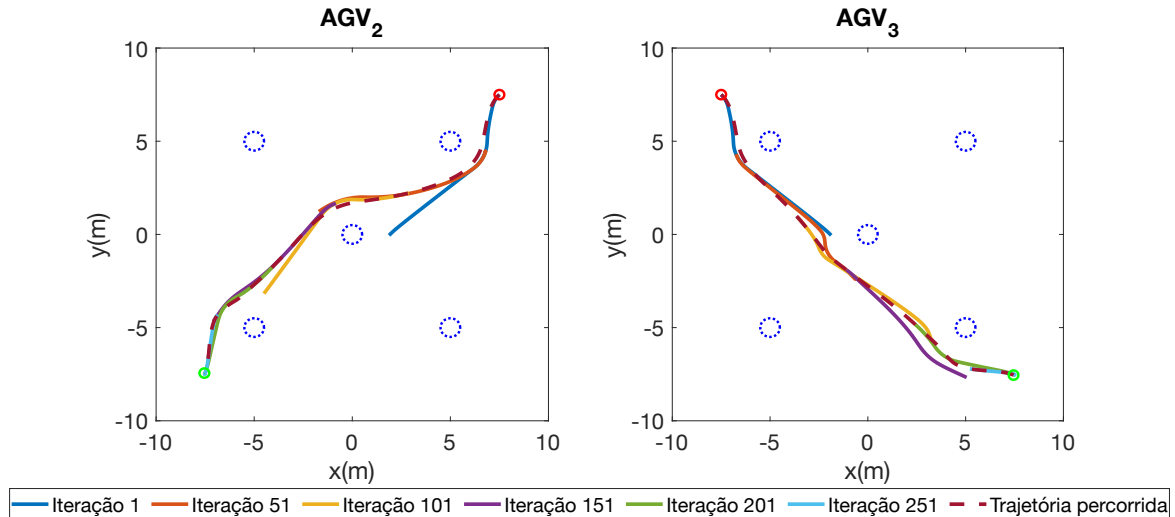 AGV2
10
5
0
-5
-10
y(m)
-10 -5 0 5 10
x(m)
AGV3
10
5
0
-5
-10
y(m)
-10 -5 0 5 10
x(m)
Iteração 1 Iteração 51 Iteração 101 Iteração 151 Iteração 201 Iteração 251 Trajetória percorrida